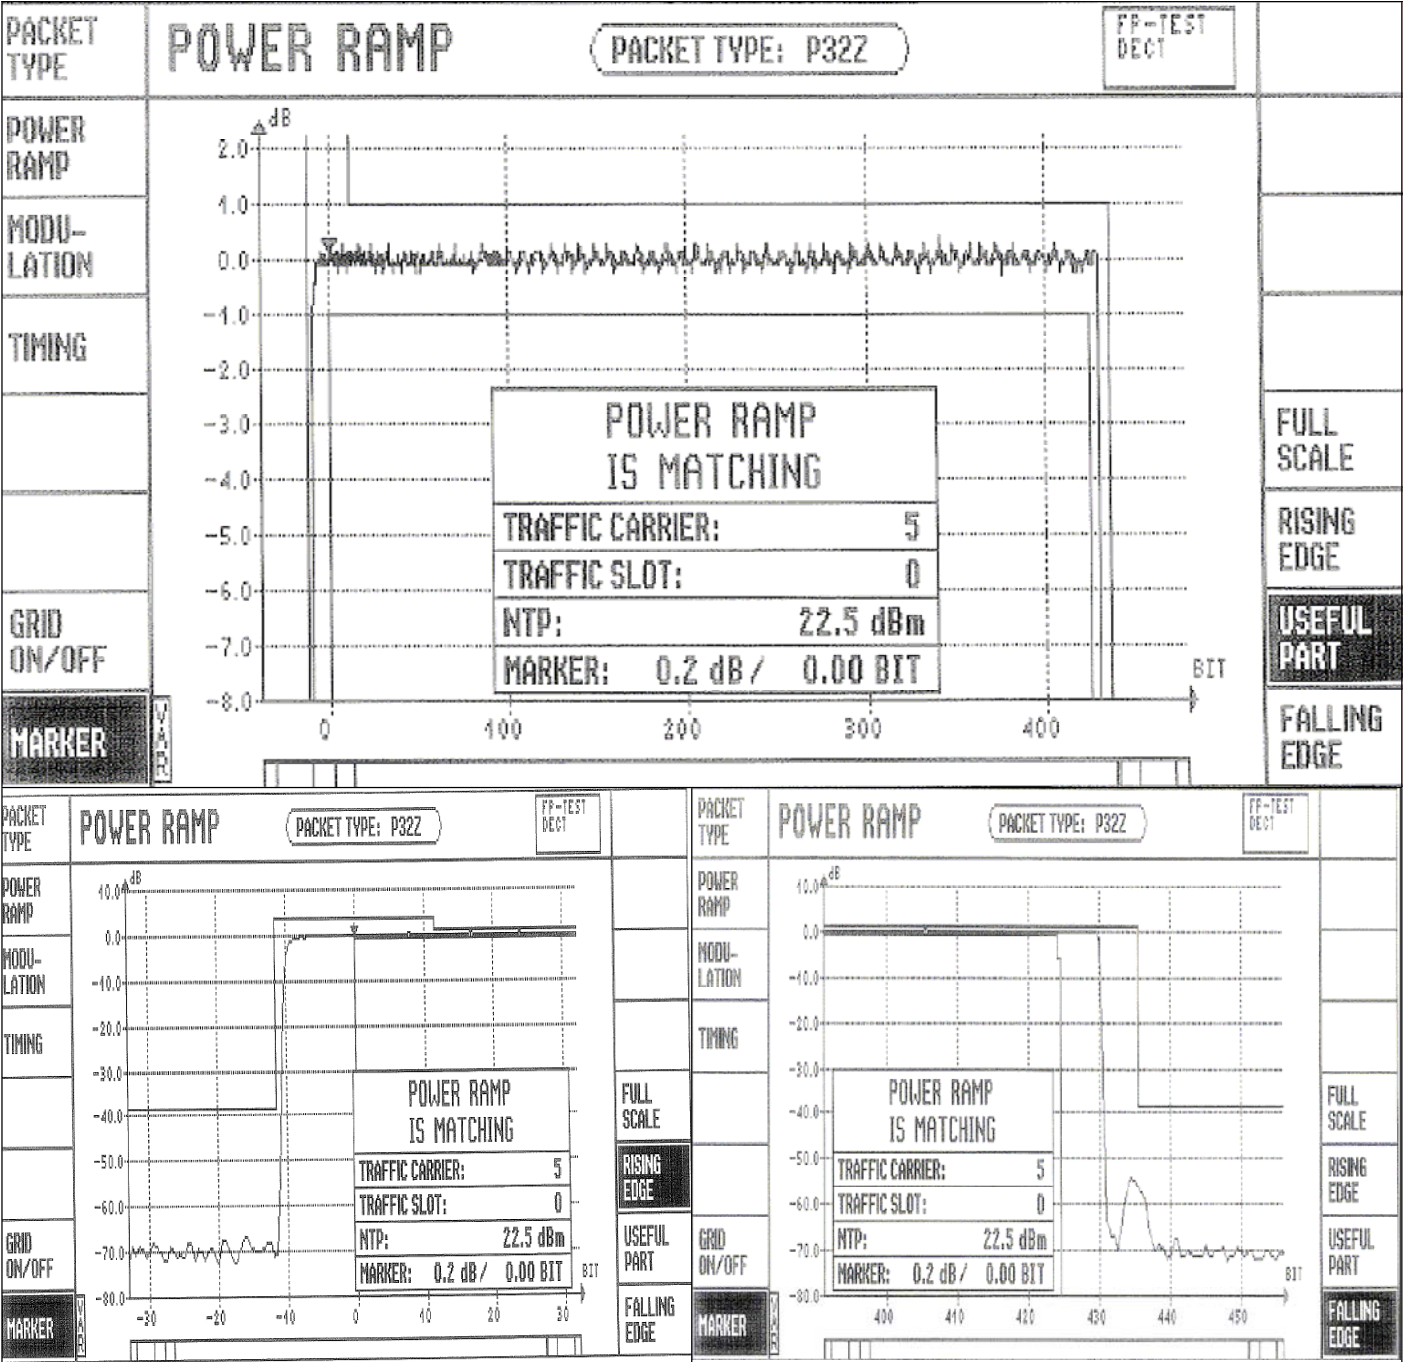 PACKET
TYPE
POWER RAMP
PACKET TYPE: P32Z
FP-TEST
DECT
POWER
RAMP
MODU-
LATION
TIMING
GRID
ON/OFF
MARKER
VAR
dB
2.0
1.0
0.0
-1.0
-2.0
-3.0
-4.0
-5.0
-6.0
-7.0
-8.0
0
100
200
300
400
BIT
POWER RAMP
IS MATCHING
TRAFFIC CARRIER: 5
TRAFFIC SLOT: 0
NTP: 22.5 dBm
MARKER: 0.2 dB / 0.00 BIT
FULL
SCALE
RISING
EDGE
USEFUL
PART
FALLING
EDGE
PACKET
TYPE
POWER RAMP
PACKET TYPE: P32Z
FP-TEST
DECT
POWER
RAMP
MODU-
LATION
TIMING
GRID
ON/OFF
MARKER
VAR
dB
10.0
0.0
-10.0
-20.0
-30.0
-40.0
-50.0
-60.0
-70.0
-80.0
-20
-10
0
10
20
30
BIT
POWER RAMP
IS MATCHING
TRAFFIC CARRIER: 5
TRAFFIC SLOT: 0
NTP: 22.5 dBm
MARKER: 0.2 dB / 0.00 BIT
FULL
SCALE
RISING
EDGE
USEFUL
PART
FALLING
EDGE
PACKET
TYPE
POWER RAMP
PACKET TYPE: P32Z
FP-TEST
DECT
POWER
RAMP
MODU-
LATION
TIMING
GRID
ON/OFF
MARKER
VAR
dB
10.0
0.0
-10.0
-20.0
-30.0
-40.0
-50.0
-60.0
-70.0
-80.0
400
410
420
430
440
450
BIT
POWER RAMP
IS MATCHING
TRAFFIC CARRIER: 5
TRAFFIC SLOT: 0
NTP: 22.5 dBm
MARKER: 0.2 dB / 0.00 BIT
FULL
SCALE
RISING
EDGE
USEFUL
PART
FALLING
EDGE